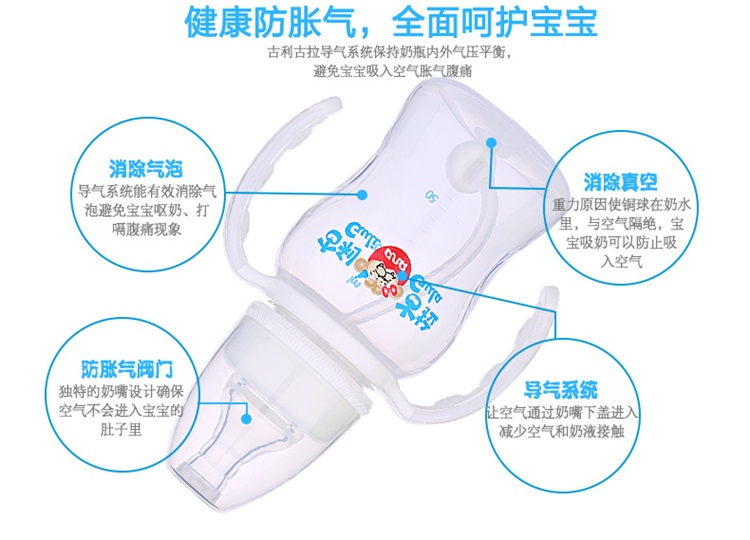 健康防胀气，全面呵护宝宝
古利古拉导气系统保持奶瓶内外气压平衡，
避免宝宝吸入空气胀气腹痛
消除气泡
导气系统能有效消除气
泡避免宝宝呕奶、打
嗝腹痛现象
消除真空
重力原因使铜球在奶水
里，与空气隔绝，宝
宝吸奶可以防止吸
入空气
50
古利
古拉
ml
防胀气阀门
独特的奶嘴设计确保
空气不会进入宝宝的
肚子里
导气系统
让空气通过奶嘴下盖进入
减少空气和奶液接触